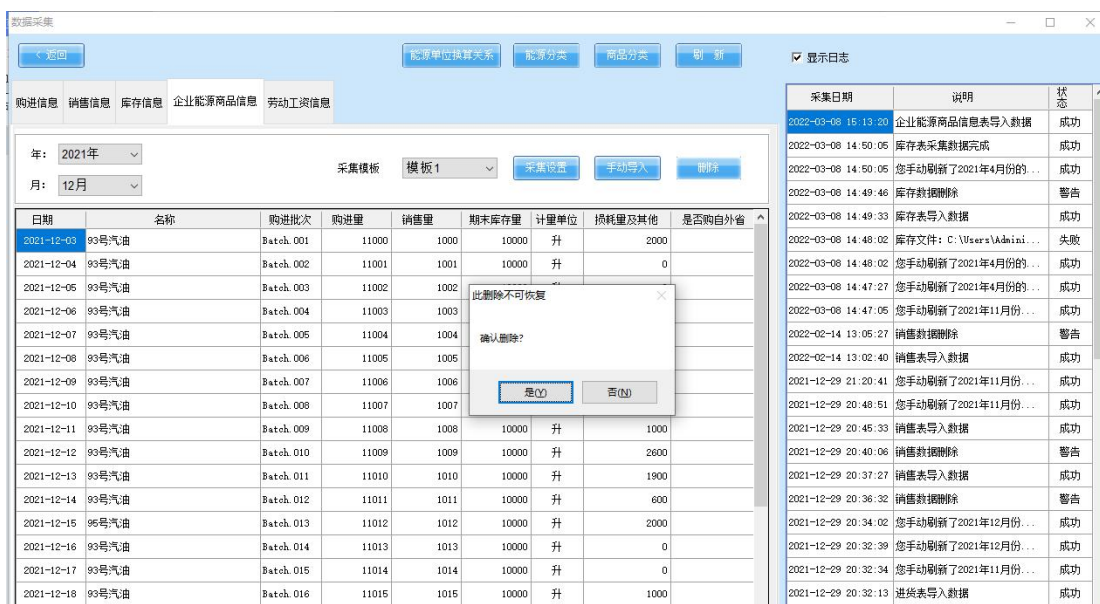 数据采集
< 返回
能源单位换算关系
能源分类
商品分类
刷 新
显示日志
购进信息 销售信息 库存信息 企业能源商品信息 劳动工资信息
年： 2021年
月： 12月
采集模板 模板1 采集设置 手动导入 删除
日期 名称 购进批次 购进量 销售量 期末库存量 计量单位 损耗量及其他 是否购自外省
2021-12-03 93号汽油 Batch.001 11000 1000 10000 升 2000
2021-12-04 93号汽油 Batch.002 11001 1001 10000 升 0
2021-12-05 93号汽油 Batch.003 11002 1002
2021-12-06 93号汽油 Batch.004 11003 1003
2021-12-07 93号汽油 Batch.005 11004 1004
2021-12-08 93号汽油 Batch.006 11005 1005
2021-12-09 93号汽油 Batch.007 11006 1006
2021-12-10 93号汽油 Batch.008 11007 1007
2021-12-11 93号汽油 Batch.009 11008 1008 10000 升 1000
2021-12-12 93号汽油 Batch.010 11009 1009 10000 升 2600
2021-12-13 93号汽油 Batch.011 11010 1010 10000 升 1900
2021-12-14 93号汽油 Batch.012 11011 1011 10000 升 600
2021-12-15 95号汽油 Batch.013 11012 1012 10000 升 2000
2021-12-16 93号汽油 Batch.014 11013 1013 10000 升 0
2021-12-17 93号汽油 Batch.015 11014 1014 10000 升 0
2021-12-18 93号汽油 Batch.016 11015 1015 10000 升 1000
此删除不可恢复
确认删除?
是(Y) 否(N)
采集日期 说明 状态
2022-03-08 15:13:20 企业能源商品信息表导入数据 成功
2022-03-08 14:50:05 库存表采集数据完成 成功
2022-03-08 14:50:05 您手动刷新了2021年4月份的... 成功
2022-03-08 14:49:46 库存数据删除 警告
2022-03-08 14:49:33 库存表导入数据 成功
2022-03-08 14:48:02 库存文件：C:\Users\Admini... 失败
2022-03-08 14:48:02 您手动刷新了2021年4月份的... 成功
2022-03-08 14:47:27 您手动刷新了2021年4月份的... 成功
2022-03-08 14:47:05 您手动刷新了2021年11月份... 成功
2022-02-14 13:05:27 销售数据删除 警告
2022-02-14 13:02:40 销售表导入数据 成功
2021-12-29 21:20:41 您手动刷新了2021年11月份... 成功
2021-12-29 20:48:51 您手动刷新了2021年11月份... 成功
2021-12-29 20:45:33 销售表导入数据 成功
2021-12-29 20:40:06 销售数据删除 警告
2021-12-29 20:37:27 销售表导入数据 成功
2021-12-29 20:36:32 销售数据删除 警告
2021-12-29 20:34:02 您手动刷新了2021年12月份... 成功
2021-12-29 20:32:39 您手动刷新了2021年12月份... 成功
2021-12-29 20:32:34 您手动刷新了2021年11月份... 成功
2021-12-29 20:32:13 进货表导入数据 成功